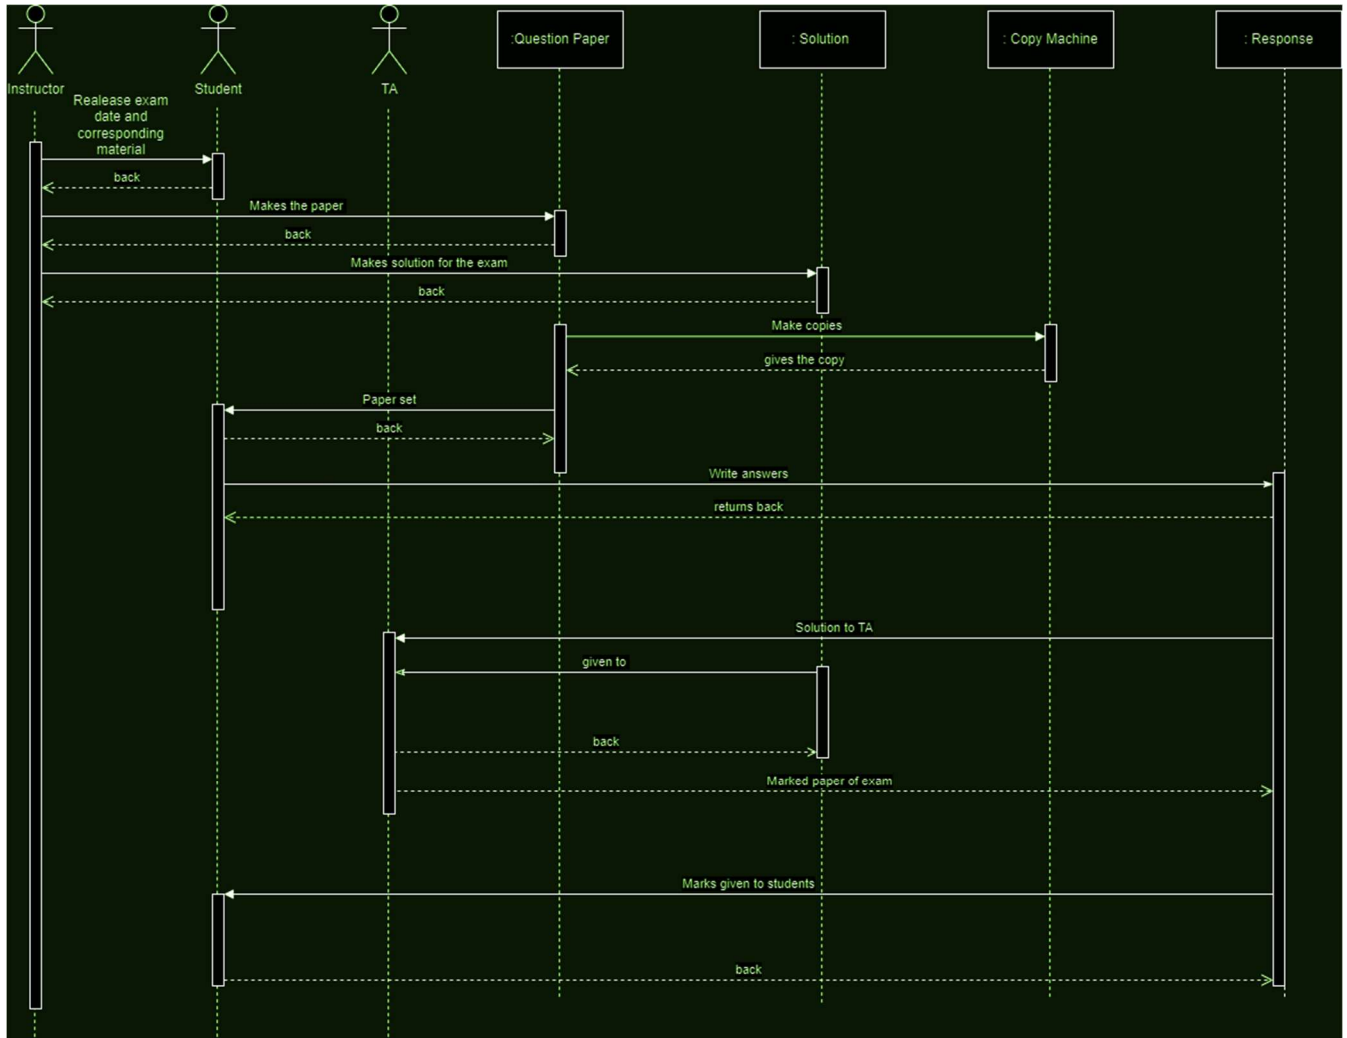 :Question Paper
: Solution
: Copy Machine
: Response
Instructor
Student
TA
Realease exam
date and
corresponding
material
back
Makes the paper
back
Makes solution for the exam
back
Make copies
gives the copy
Paper set
back
Write answers
returns back
Solution to TA
given to
back
Marked paper of exam
Marks given to students
back